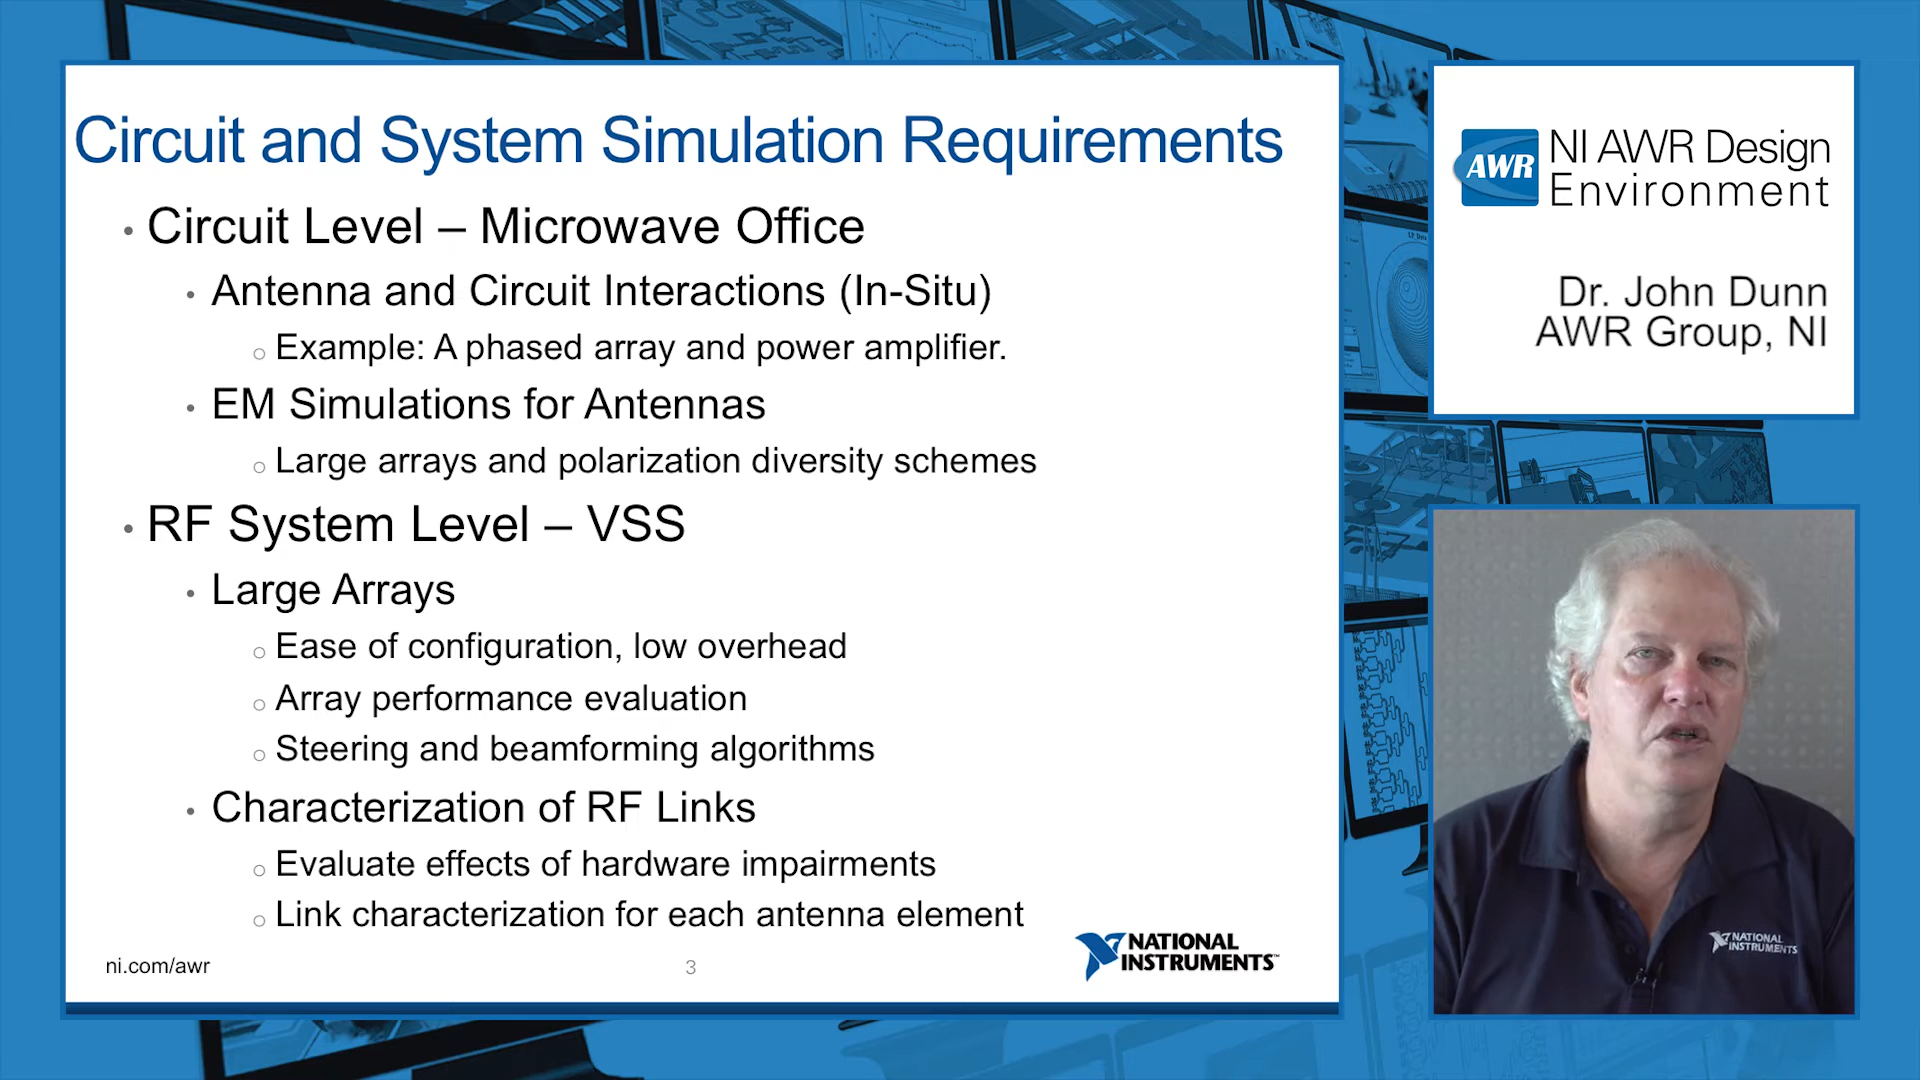 Circuit and System Simulation Requirements
• Circuit Level – Microwave Office
• Antenna and Circuit Interactions (In-Situ)
○ Example: A phased array and power amplifier.
• EM Simulations for Antennas
○ Large arrays and polarization diversity schemes
• RF System Level – VSS
• Large Arrays
○ Ease of configuration, low overhead
○ Array performance evaluation
○ Steering and beamforming algorithms
• Characterization of RF Links
○ Evaluate effects of hardware impairments
○ Link characterization for each antenna element
ni.com/awr
3
NATIONAL
INSTRUMENTS™
AWR
NI AWR Design
Environment
Dr. John Dunn
AWR Group, NI
NATIONAL
INSTRUMENTS